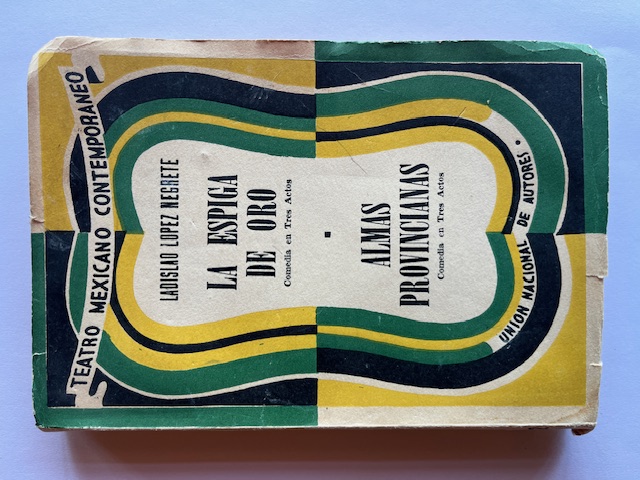 TEATRO MEXICANO CONTEMPORANEO
LADISLAO LOPEZ NEGRETE
LA ESPIGA
DE ORO
Comedia en Tres Actos
ALMAS
PROVINCIANAS
Comedia en Tres Actos
UNION NACIONAL DE AUTORES •